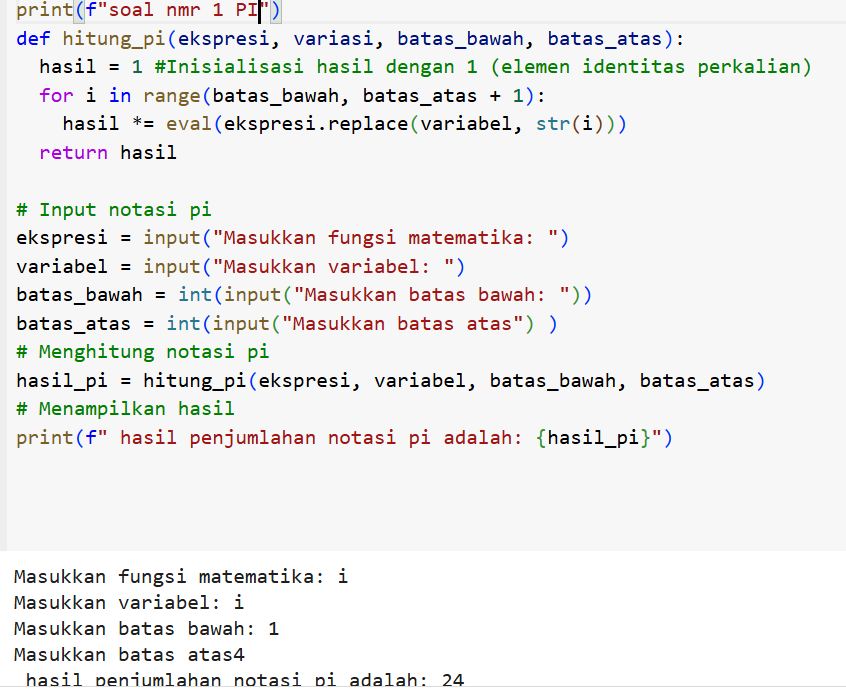 print(f"soal nmr 1 PI")
def hitung_pi(ekspresi, variasi, batas_bawah, batas_atas):
  hasil = 1 #Inisialisasi hasil dengan 1 (elemen identitas perkalian)
  for i in range(batas_bawah, batas_atas + 1):
    hasil *= eval(ekspresi.replace(variabel, str(i)))
  return hasil

# Input notasi pi
ekspresi = input("Masukkan fungsi matematika: ")
variabel = input("Masukkan variabel: ")
batas_bawah = int(input("Masukkan batas bawah: "))
batas_atas = int(input("Masukkan batas atas") )
# Menghitung notasi pi
hasil_pi = hitung_pi(ekspresi, variabel, batas_bawah, batas_atas)
# Menampilkan hasil
print(f" hasil penjumlahan notasi pi adalah: {hasil_pi}")
Masukkan fungsi matematika: i
Masukkan variabel: i
Masukkan batas bawah: 1
Masukkan batas atas4
 hasil penjumlahan notasi pi adalah: 24